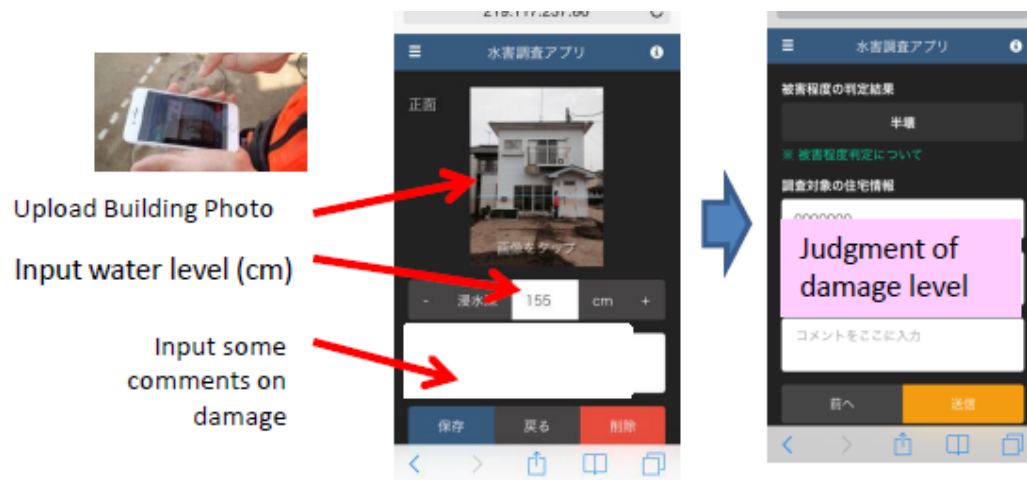 水害調査アプリ
正面
画像をタップ
Upload Building Photo
Input water level (cm)
- 浸水 155 cm +
Input some
comments on
damage
保存 戻る 削除
水害調査アプリ
被害程度の判定結果
半壊
※ 被害程度判定について
調査対象の住宅情報
Judgment of
damage level
コメントをここに入力
前へ 送信